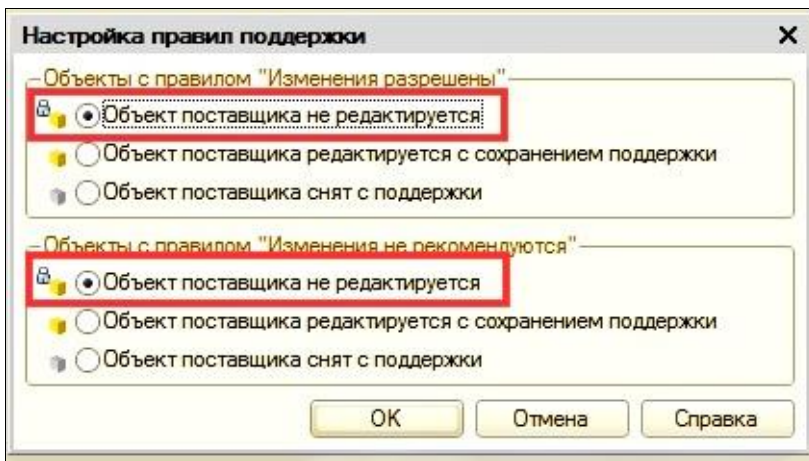 Настройка правил поддержки
Объекты с правилом "Изменения разрешены"
Объект поставщика не редактируется
Объект поставщика редактируется с сохранением поддержки
Объект поставщика снят с поддержки
Объекты с правилом "Изменения не рекомендуются"
Объект поставщика не редактируется
Объект поставщика редактируется с сохранением поддержки
Объект поставщика снят с поддержки
OK Отмена Справка